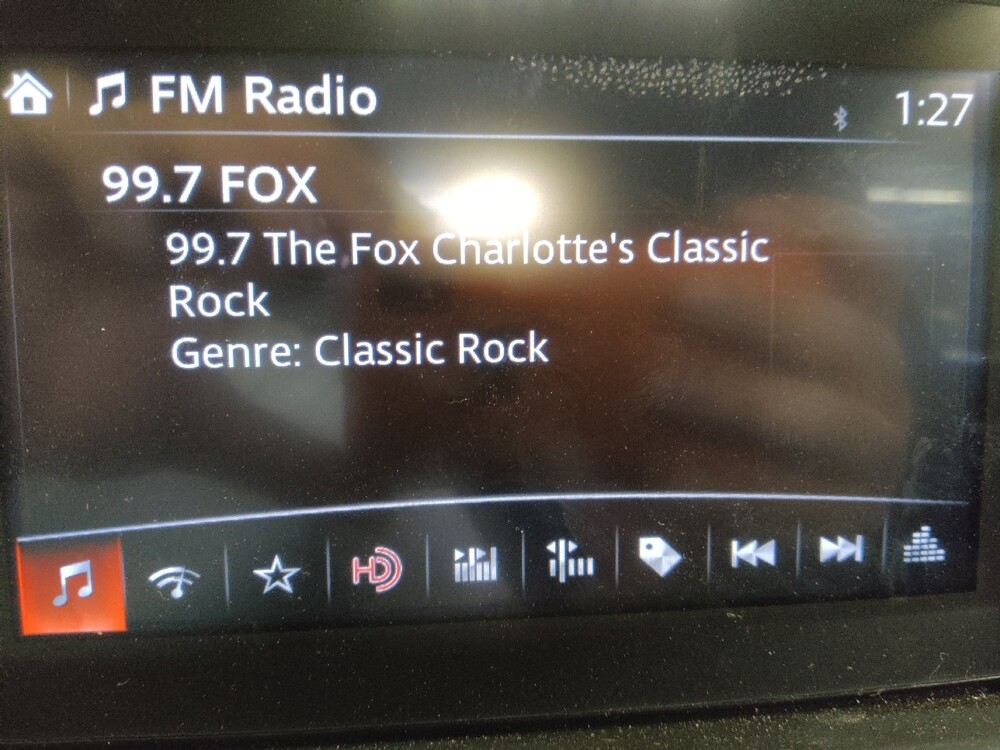 FM Radio
1:27
99.7 FOX
99.7 The Fox Charlotte's Classic
Rock
Genre: Classic Rock
HD